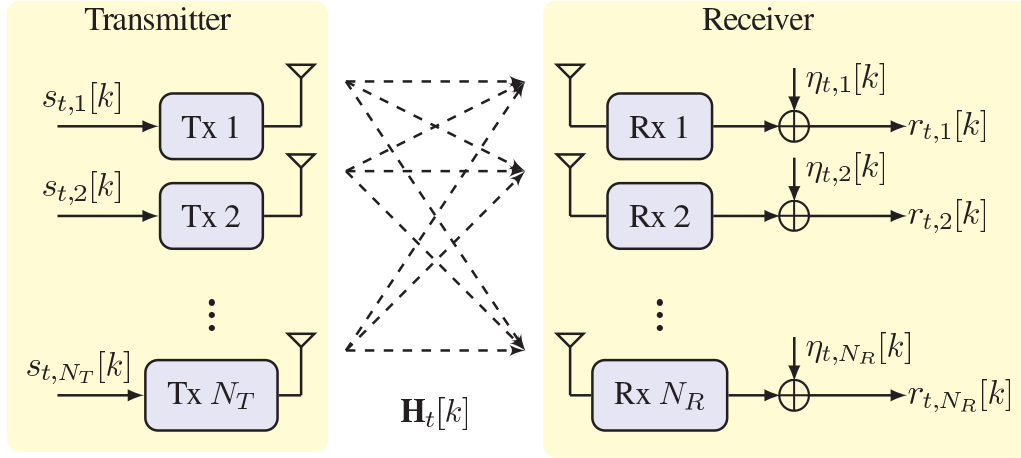 Transmitter
Receiver
s_{t,1}[k]
Tx 1
Rx 1
η_{t,1}[k]
r_{t,1}[k]
s_{t,2}[k]
Tx 2
Rx 2
η_{t,2}[k]
r_{t,2}[k]
⋮
⋮
s_{t,N_T}[k]
Tx N_T
H_t[k]
Rx N_R
η_{t,N_R}[k]
r_{t,N_R}[k]